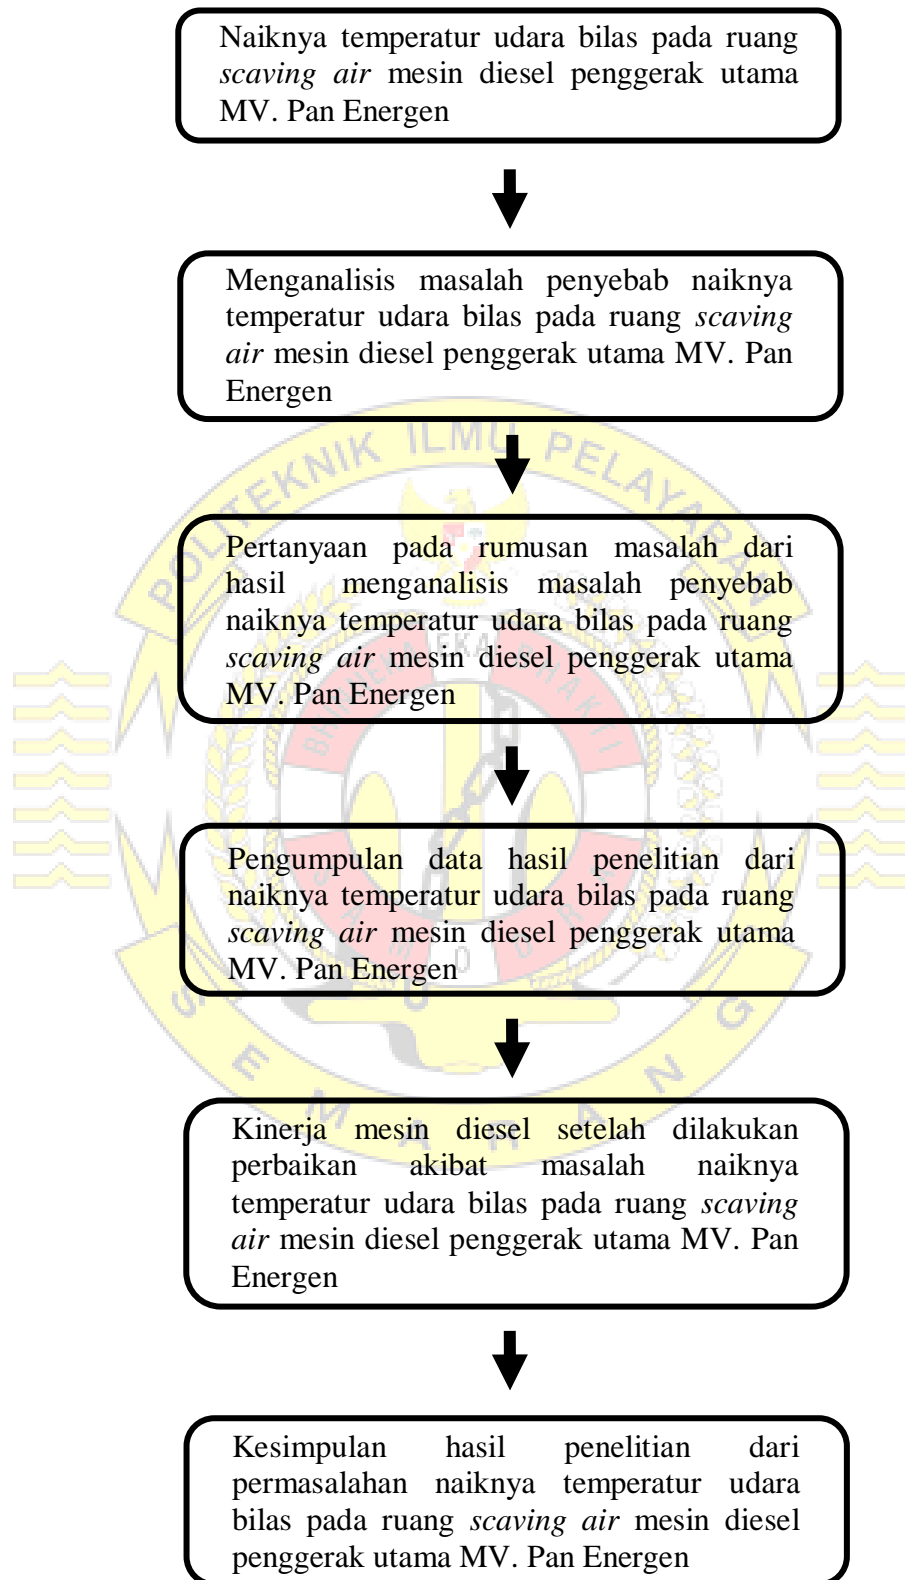 Naiknya temperatur udara bilas pada ruang
scaving air mesin diesel penggerak utama
MV. Pan Energen
Menganalisis masalah penyebab naiknya
temperatur udara bilas pada ruang scaving
air mesin diesel penggerak utama MV. Pan
Energen
POLITEKNIK ILMU PELAYARAN
Pertanyaan pada rumusan masalah dari
hasil menganalisis masalah penyebab
naiknya temperatur udara bilas pada ruang
scaving air mesin diesel penggerak utama
MV. Pan Energen
EKA BHAKTI
Pengumpulan data hasil penelitian dari
naiknya temperatur udara bilas pada ruang
scaving air mesin diesel penggerak utama
MV. Pan Energen
SEMARANG
Kinerja mesin diesel setelah dilakukan
perbaikan akibat masalah naiknya
temperatur udara bilas pada ruang scaving
air mesin diesel penggerak utama MV. Pan
Energen
Kesimpulan hasil penelitian dari
permasalahan naiknya temperatur udara
bilas pada ruang scaving air mesin diesel
penggerak utama MV. Pan Energen